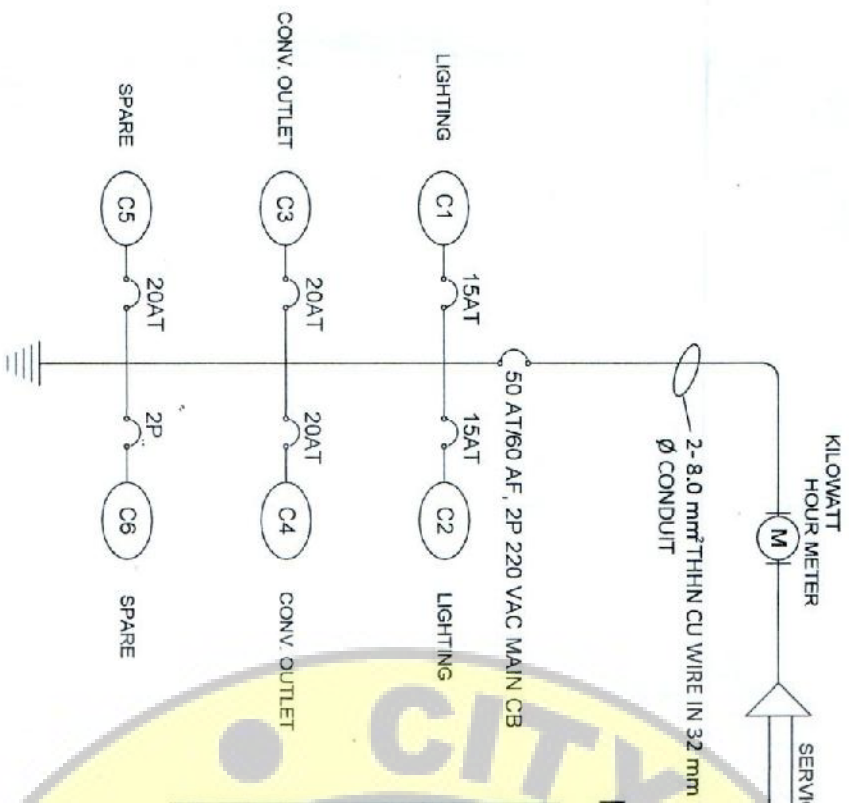 KILOWATT
HOUR METER
M
2- 8.0 mm² THHN CU WIRE IN 32 mm
Ø CONDUIT
50 AT/60 AF, 2P 220 VAC MAIN CB
LIGHTING
C1
15AT
15AT
C2
LIGHTING
CONV. OUTLET
C3
20AT
20AT
C4
CONV. OUTLET
SPARE
C5
20AT
2P
C6
SPARE
CITY